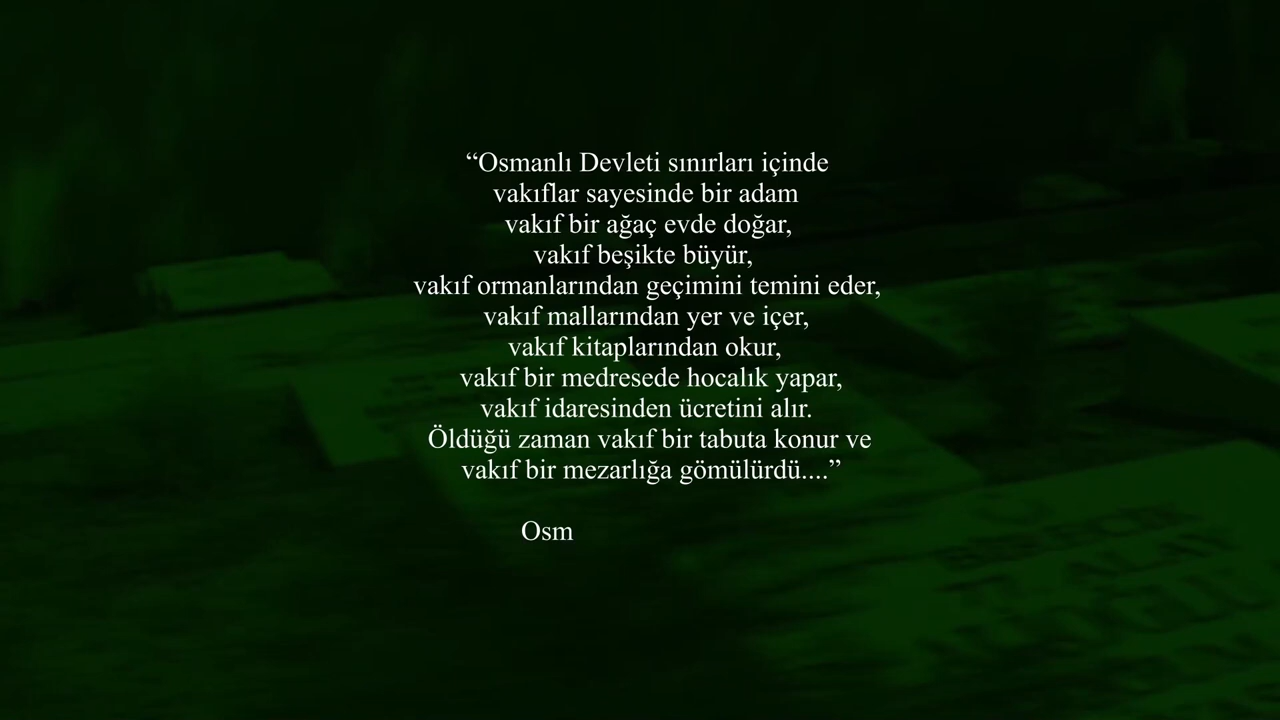 “Osmanlı Devleti sınırları içinde
vakıflar sayesinde bir adam
vakıf bir ağaç evde doğar,
vakıf beşikte büyür,
vakıf ormanlarından geçimini temini eder,
vakıf mallarından yer ve içer,
vakıf kitaplarından okur,
vakıf bir medresede hocalık yapar,
vakıf idaresinden ücretini alır.
Öldüğü zaman vakıf bir tabuta konur ve
vakıf bir mezarlığa gömülürdü....”
Osm